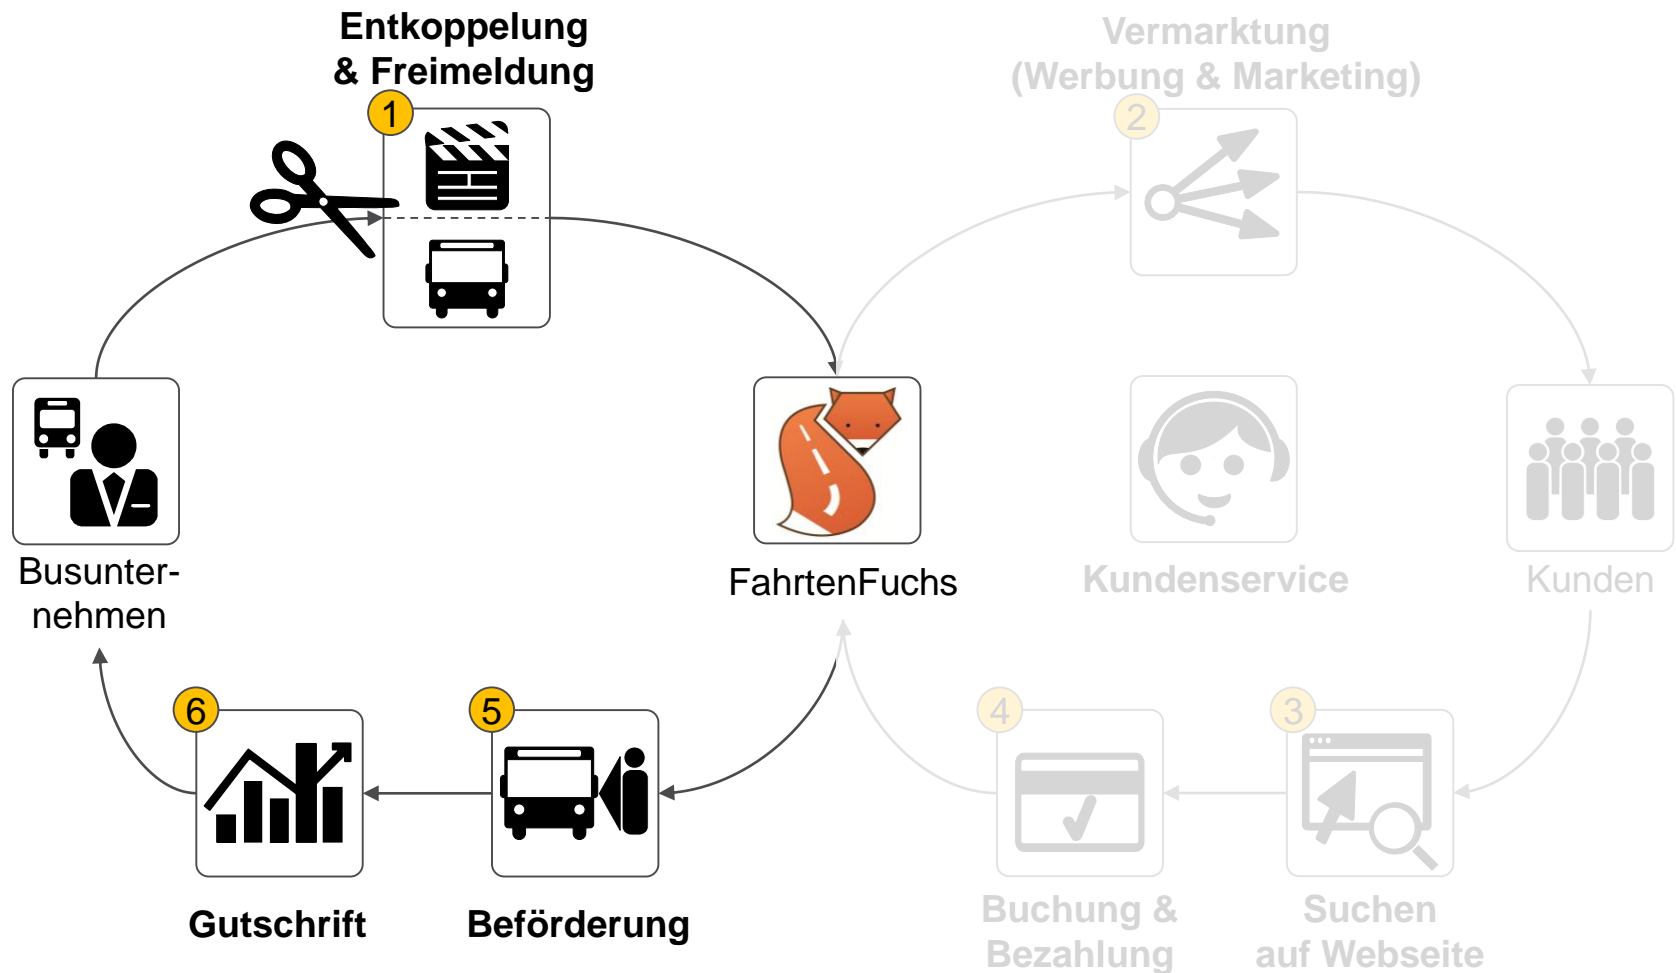 Entkoppelung
& Freimeldung
1
Vermarktung
(Werbung & Marketing)
2
Busunter-
nehmen
FahrtenFuchs
Kundenservice
Kunden
6
Gutschrift
5
Beförderung
4
Buchung &
Bezahlung
3
Suchen
auf Webseite